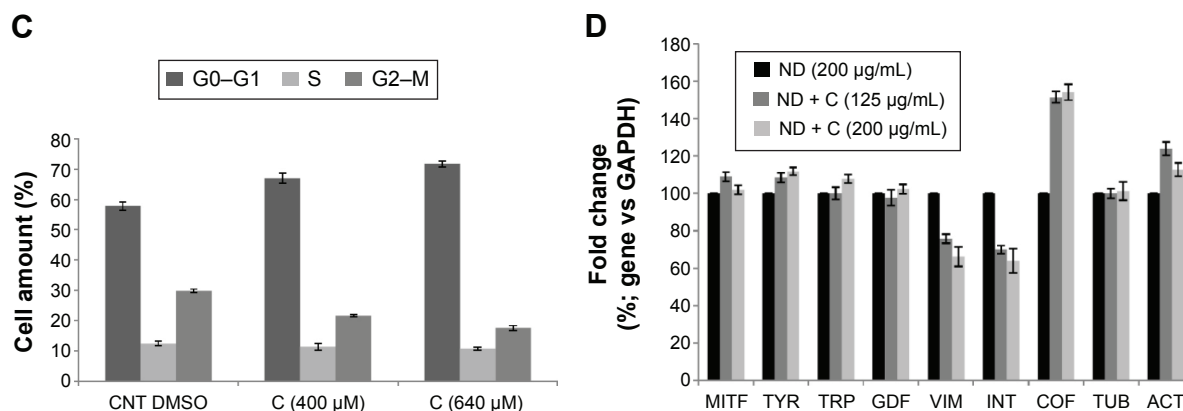 C
G0–G1 S G2–M
Cell amount (%)
80
70
60
50
40
30
20
10
0
CNT DMSO C (400 µM) C (640 µM)
D
ND (200 µg/mL)
ND + C (125 µg/mL)
ND + C (200 µg/mL)
Fold change
(%; gene vs GAPDH)
180
160
140
120
100
80
60
40
20
0
MITF TYR TRP GDF VIM INT COF TUB ACT